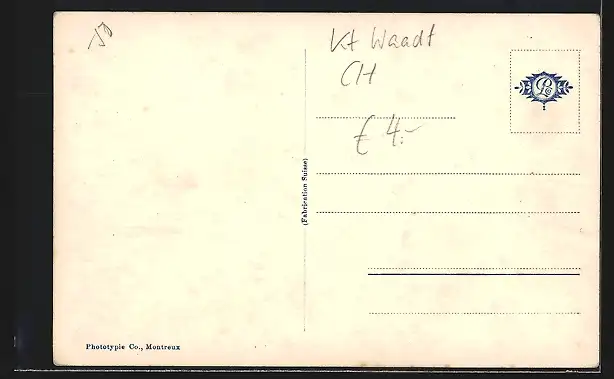 Kt Waadt
CH
€ 4.-
(Fabrication Suisse)
Phototypie Co., Montreux